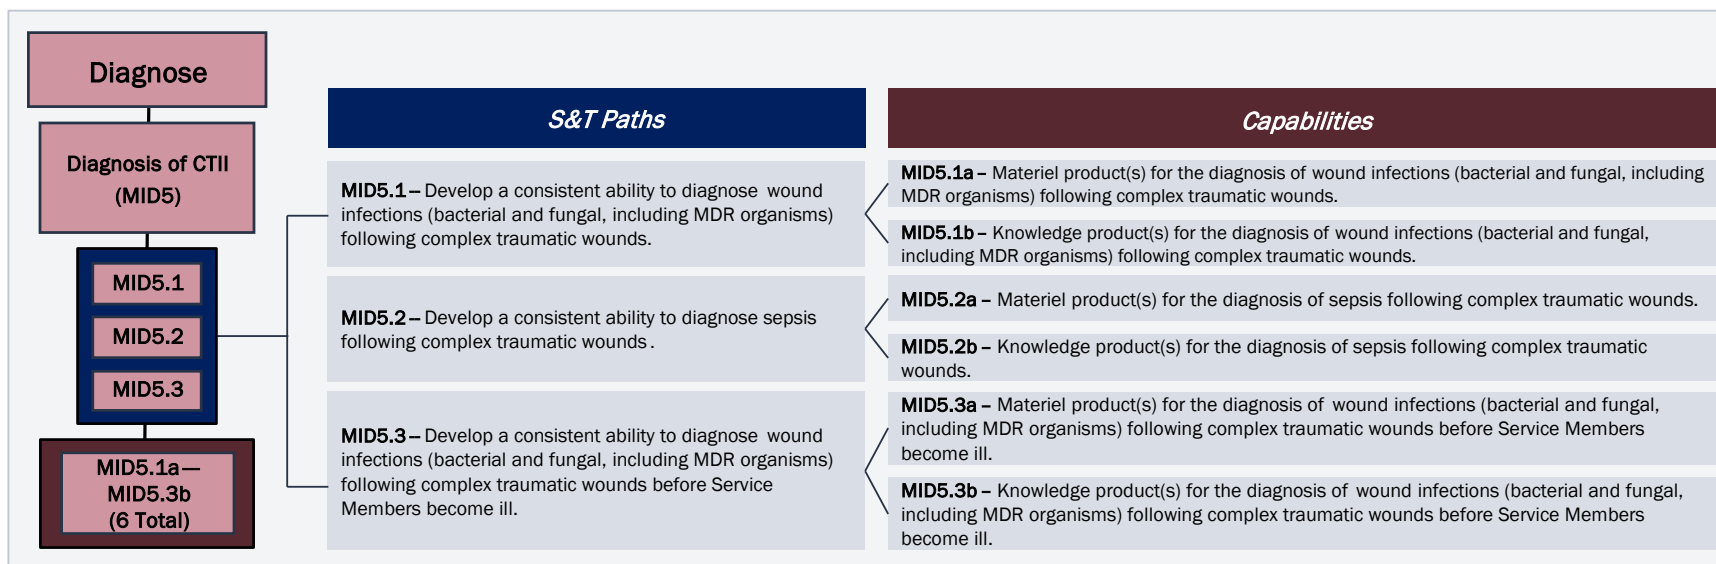 Diagnose
Diagnosis of CTII
(MID5)
MID5.1
MID5.2
MID5.3
MID5.1a—
MID5.3b
(6 Total)
S&T Paths
MID5.1 – Develop a consistent ability to diagnose wound
infections (bacterial and fungal, including MDR organisms)
following complex traumatic wounds.
MID5.2 – Develop a consistent ability to diagnose sepsis
following complex traumatic wounds .
MID5.3 – Develop a consistent ability to diagnose wound
infections (bacterial and fungal, including MDR organisms)
following complex traumatic wounds before Service
Members become ill.
Capabilities
MID5.1a – Materiel product(s) for the diagnosis of wound infections (bacterial and fungal, including
MDR organisms) following complex traumatic wounds.
MID5.1b – Knowledge product(s) for the diagnosis of wound infections (bacterial and fungal,
including MDR organisms) following complex traumatic wounds.
MID5.2a – Materiel product(s) for the diagnosis of sepsis following complex traumatic wounds.
MID5.2b – Knowledge product(s) for the diagnosis of sepsis following complex traumatic
wounds.
MID5.3a – Materiel product(s) for the diagnosis of wound infections (bacterial and fungal,
including MDR organisms) following complex traumatic wounds before Service Members
become ill.
MID5.3b – Knowledge product(s) for the diagnosis of wound infections (bacterial and fungal,
including MDR organisms) following complex traumatic wounds before Service Members
become ill.